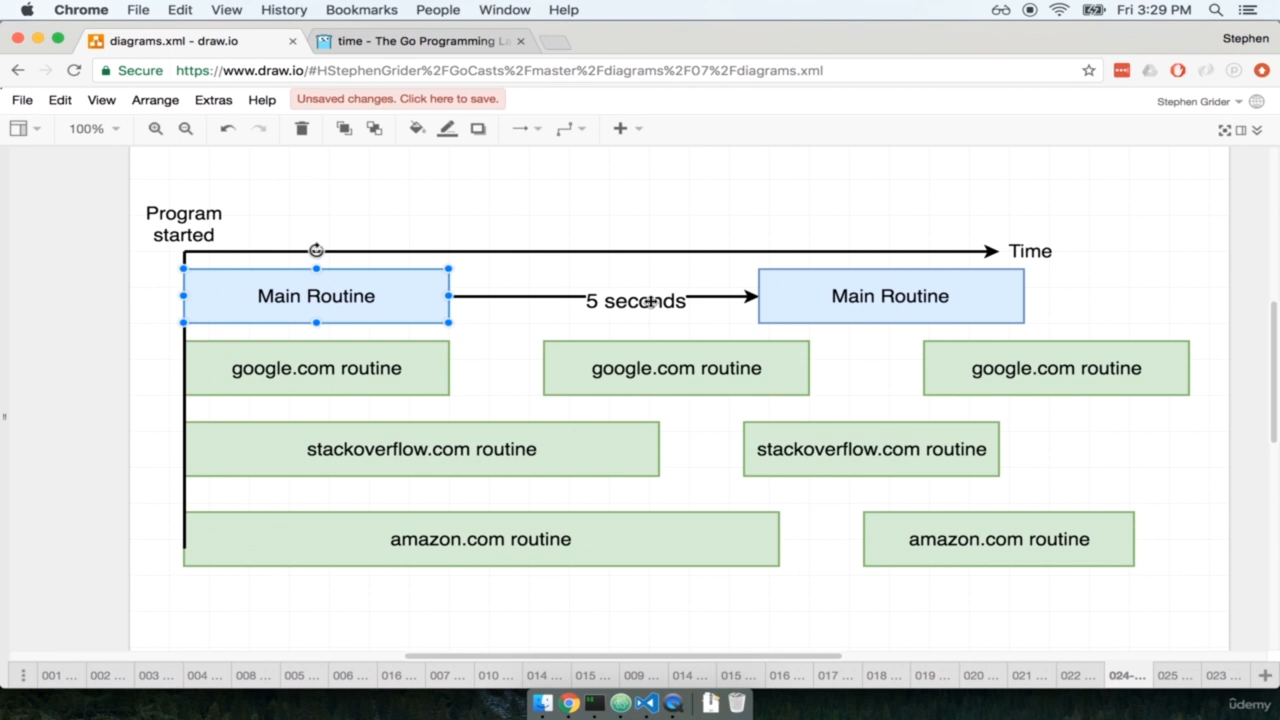 Chrome File Edit View History Bookmarks People Window Help Fri 3:29 PM
diagrams.xml - draw.io × time - The Go Programming La × Stephen
Secure https://www.draw.io/#HStephenGrider%2FGoCasts%2Fmaster%2Fdiagrams%2F07%2Fdiagrams.xml
File Edit View Arrange Extras Help Unsaved changes. Click here to save. Stephen Grider
100%
Program
started
Time
Main Routine 5 seconds Main Routine
google.com routine google.com routine google.com routine
stackoverflow.com routine stackoverflow.com routine
amazon.com routine amazon.com routine
001 ... 002 ... 003 ... 004 ... 008 ... 005 ... 006 ... 016 ... 007 ... 010 ... 014 ... 015 ... 009 ... 014 ... 015 ... 016 ... 017 ... 018 ... 019 ... 020 ... 021 ... 022 ... 024-... 025 ... 023 ...
ûdemy